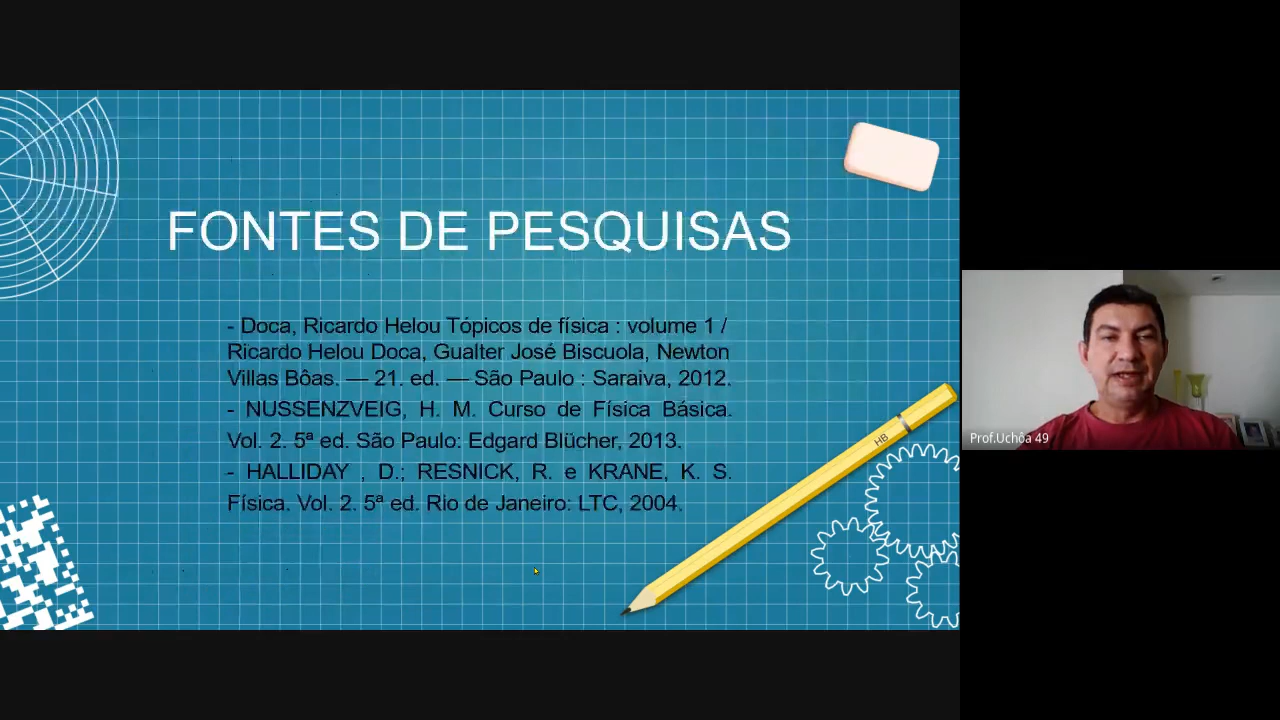 FONTES DE PESQUISAS
- Doca, Ricardo Helou Tópicos de física : volume 1 /
Ricardo Helou Doca, Gualter José Biscuola, Newton
Villas Bôas. — 21. ed. — São Paulo : Saraiva, 2012.
- NUSSENZVEIG, H. M. Curso de Física Básica.
Vol. 2. 5ª ed. São Paulo: Edgard Blücher, 2013.
- HALLIDAY , D.; RESNICK, R. e KRANE, K. S.
Física. Vol. 2. 5ª ed. Rio de Janeiro: LTC, 2004.
HB
Prof.Uchôa 49